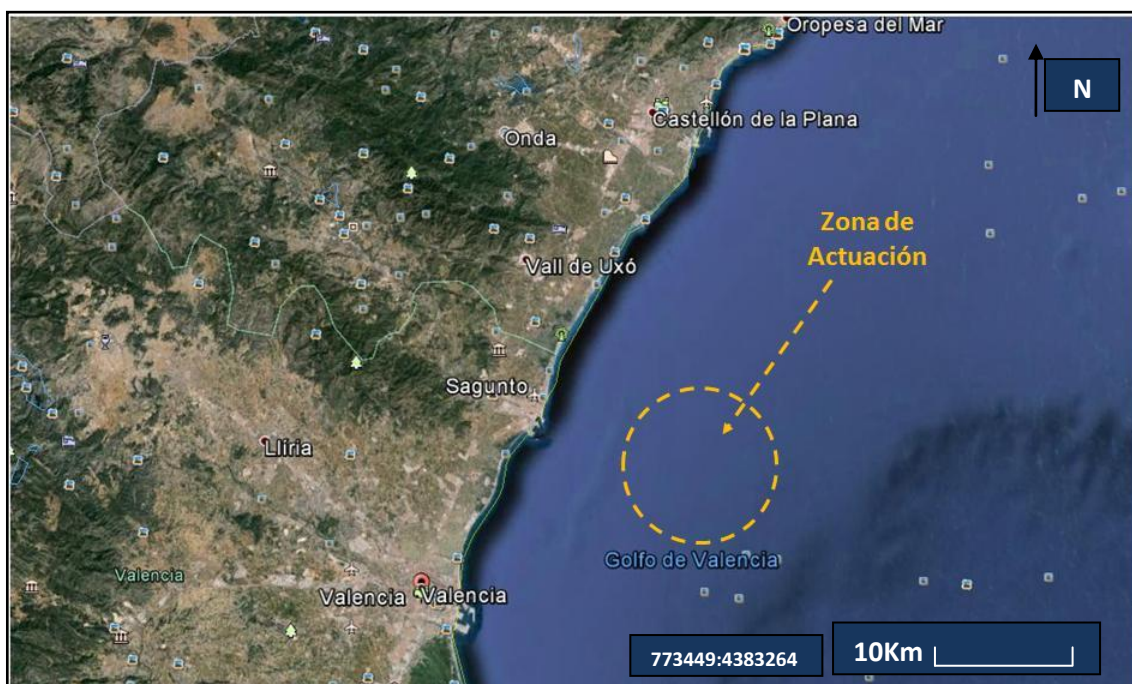 Oropesa del Mar
N
Castellón de la Plana
Onda
Zona de
Actuación
Vall de Uxó
Sagunto
Llíria
Golfo de Valencia
Valencia
Valencia
Valencia
773449:4383264
10Km